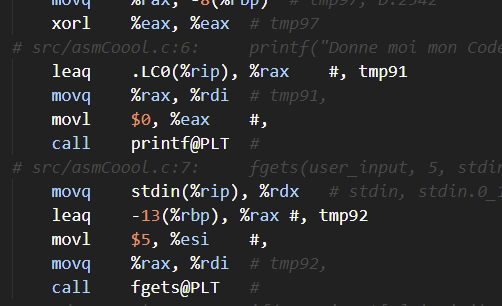 movq %rax, -8(%rbp) # tmp97, D.2342
xorl %eax, %eax # tmp97
# src/asmCoool.c:6: printf("Donne moi mon Code
leaq .LC0(%rip), %rax #, tmp91
movq %rax, %rdi # tmp91,
movl $0, %eax #,
call printf@PLT #
# src/asmCoool.c:7: fgets(user_input, 5, stdin
movq stdin(%rip), %rdx # stdin, stdin.0_1
leaq -13(%rbp), %rax #, tmp92
movl $5, %esi #,
movq %rax, %rdi # tmp92,
call fgets@PLT #